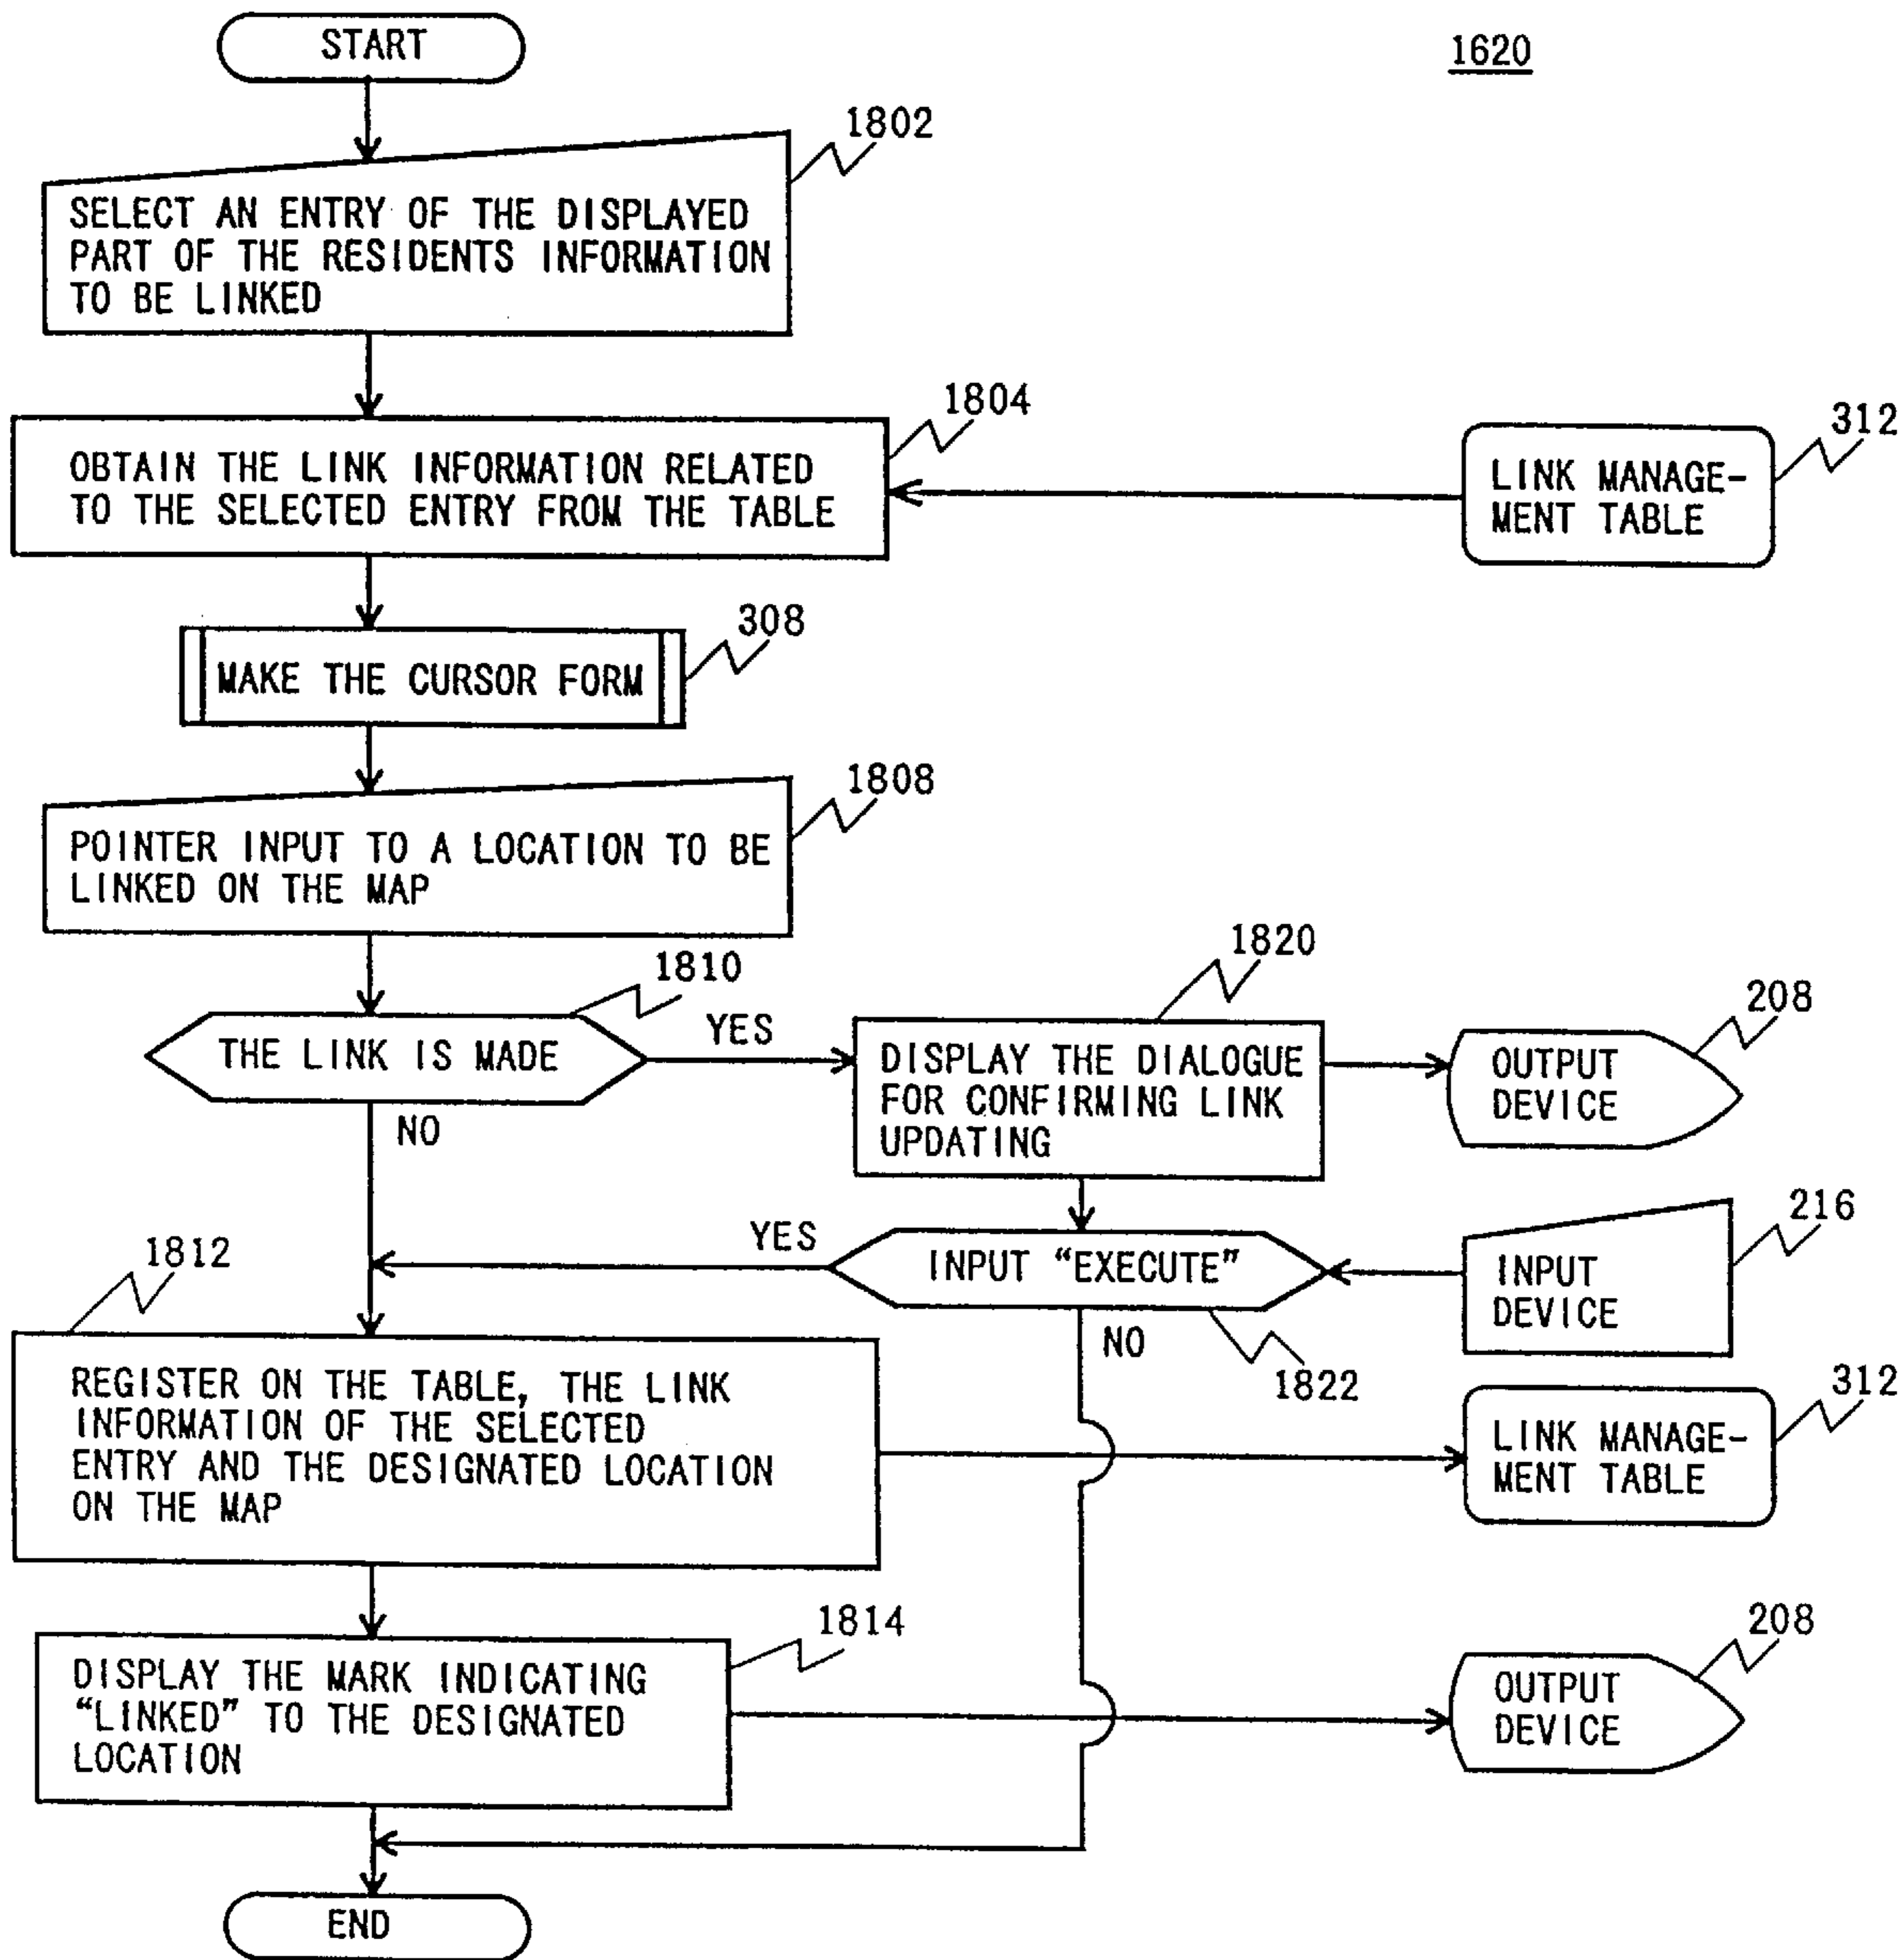 START
1620
1802
SELECT AN ENTRY OF THE DISPLAYED
PART OF THE RESIDENTS INFORMATION
TO BE LINKED
1804
OBTAIN THE LINK INFORMATION RELATED
TO THE SELECTED ENTRY FROM THE TABLE
312
LINK MANAGE-
MENT TABLE
308
MAKE THE CURSOR FORM
1808
POINTER INPUT TO A LOCATION TO BE
LINKED ON THE MAP
1810
THE LINK IS MADE
YES
NO
1820
DISPLAY THE DIALOGUE
FOR CONFIRMING LINK
UPDATING
208
OUTPUT
DEVICE
YES
INPUT “EXECUTE”
NO
1822
216
INPUT
DEVICE
1812
REGISTER ON THE TABLE, THE LINK
INFORMATION OF THE SELECTED
ENTRY AND THE DESIGNATED LOCATION
ON THE MAP
312
LINK MANAGE-
MENT TABLE
1814
DISPLAY THE MARK INDICATING
“LINKED” TO THE DESIGNATED
LOCATION
208
OUTPUT
DEVICE
END